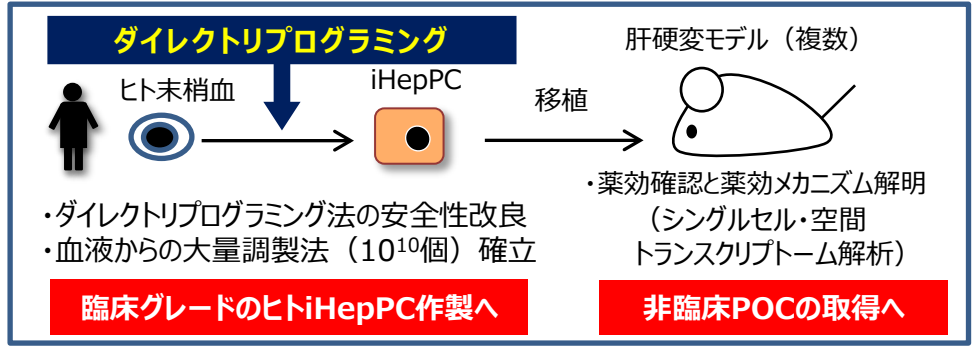 ダイレクトリプログラミング
肝硬変モデル（複数）
ヒト末梢血
iHepPC
移植
・ダイレクトリプログラミング法の安全性改良
・血液からの大量調製法（10¹⁰個）確立
・薬効確認と薬効メカニズム解明
（シングルセル・空間
トランスクリプトーム解析）
臨床グレードのヒトiHepPC作製へ
非臨床POCの取得へ